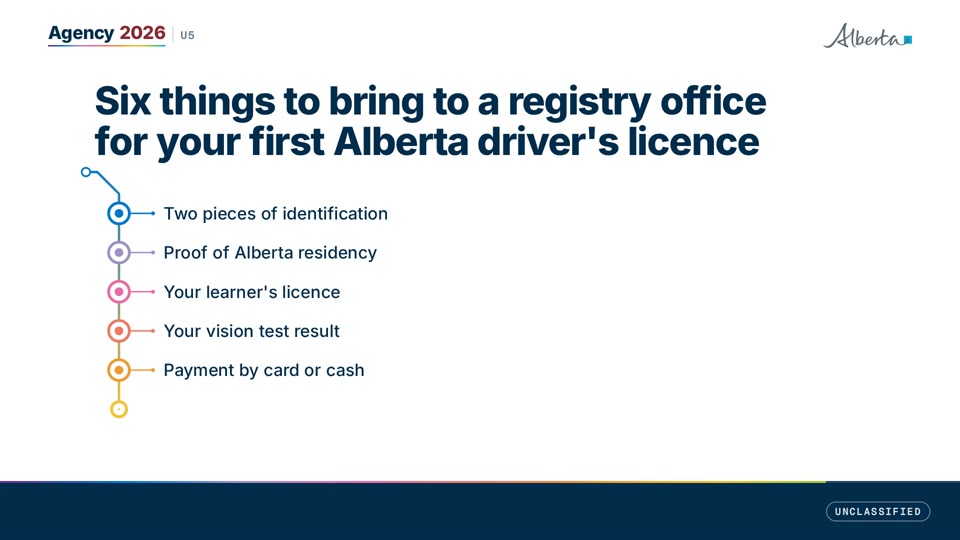 Agency 2026 U5
Alberta
Six things to bring to a registry office
for your first Alberta driver's licence
Two pieces of identification
Proof of Alberta residency
Your learner's licence
Your vision test result
Payment by card or cash
UNCLASSIFIED